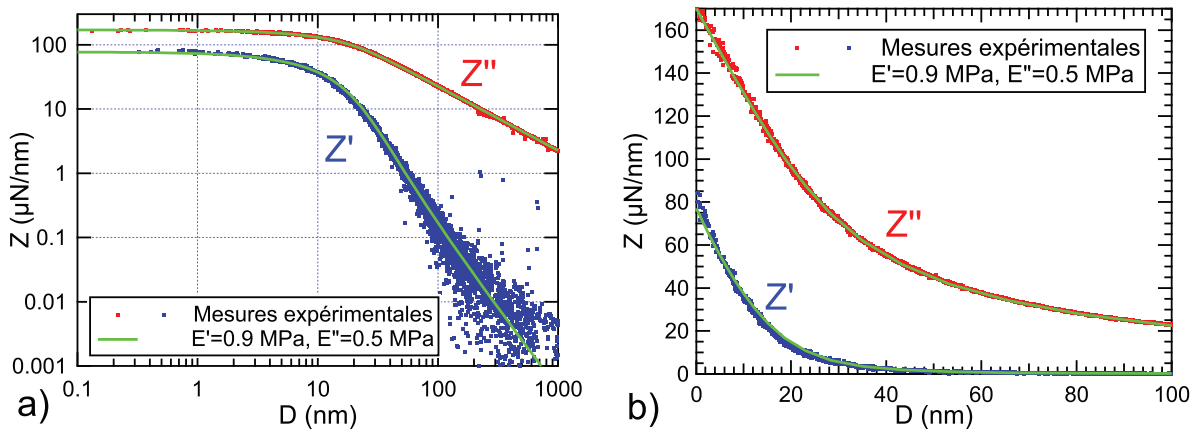 100
10
1
0.1
0.01
0.001
Z (µN/nm)
Z"
Z'
Mesures expérimentales
E'=0.9 MPa, E"=0.5 MPa
0.1
1
10
100
1000
D (nm)
a)
160
140
120
100
80
60
40
20
0
Z (µN/nm)
Mesures expérimentales
E'=0.9 MPa, E"=0.5 MPa
Z"
Z'
0
20
40
60
80
100
D (nm)
b)